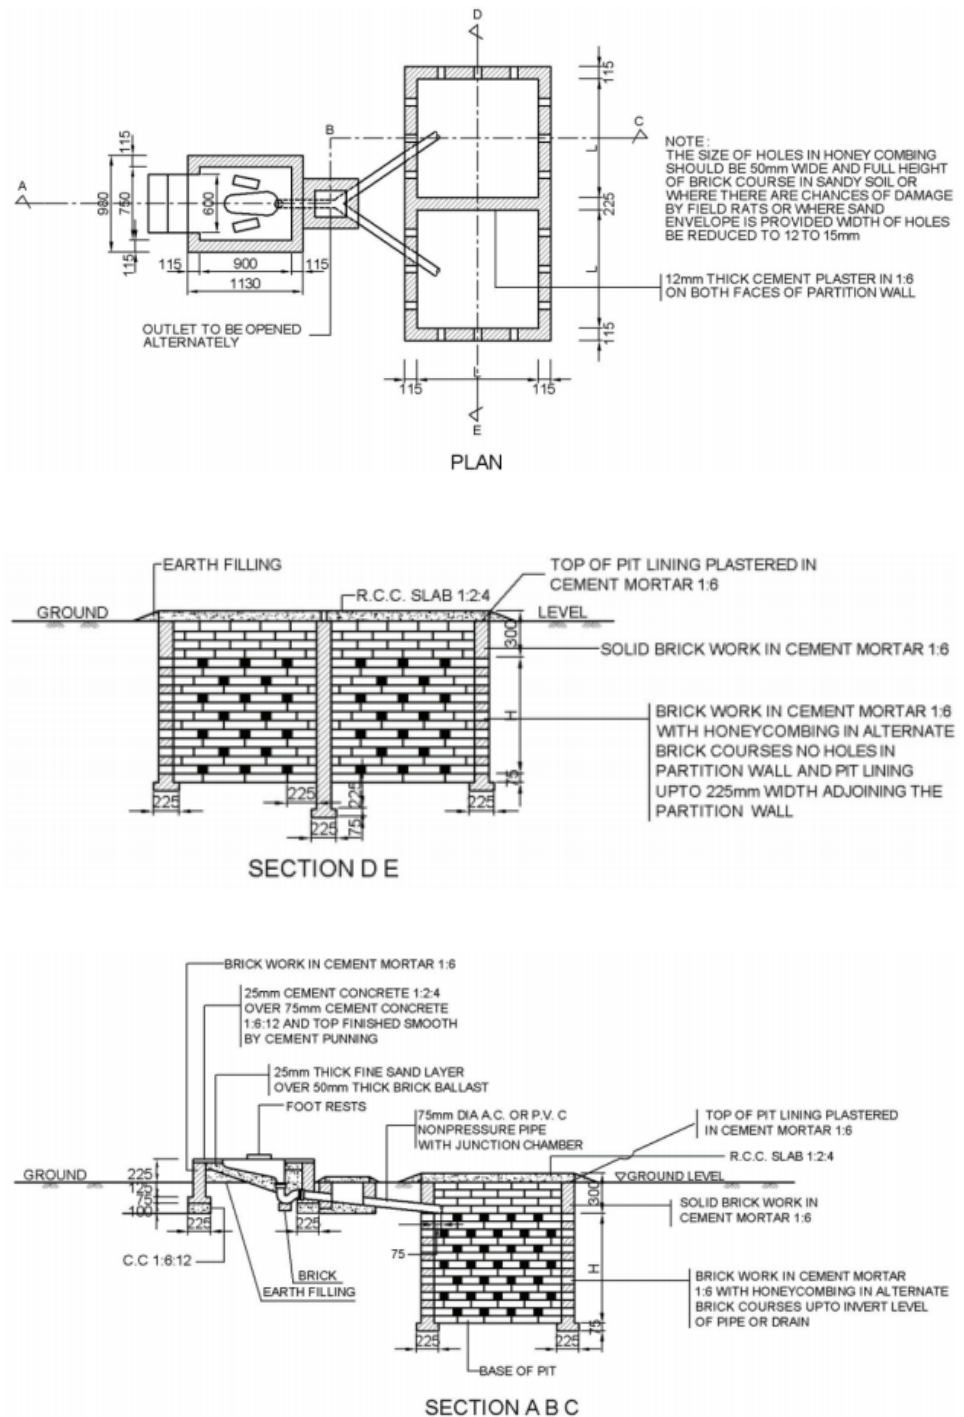 D
115
B
C
NOTE :
THE SIZE OF HOLES IN HONEY COMBING
SHOULD BE 50mm WIDE AND FULL HEIGHT
OF BRICK COURSE IN SANDY SOIL OR
WHERE THERE ARE CHANCES OF DAMAGE
BY FIELD RATS OR WHERE SAND
ENVELOPE IS PROVIDED WIDTH OF HOLES
BE REDUCED TO 12 TO 15mm
A
115
980
750
600
115
L
225
L
115
115
900
115
1130
12mm THICK CEMENT PLASTER IN 1:6
ON BOTH FACES OF PARTITION WALL
OUTLET TO BE OPENED
ALTERNATELY
115
L
115
E
PLAN
EARTH FILLING
TOP OF PIT LINING PLASTERED IN
CEMENT MORTAR 1:6
R.C.C. SLAB 1:2:4
GROUND
LEVEL
300
SOLID BRICK WORK IN CEMENT MORTAR 1:6
H
BRICK WORK IN CEMENT MORTAR 1:6
WITH HONEYCOMBING IN ALTERNATE
BRICK COURSES NO HOLES IN
PARTITION WALL AND PIT LINING
UPTO 225mm WIDTH ADJOINING THE
PARTITION WALL
75
225
225
225
225
225
75
SECTION D E
BRICK WORK IN CEMENT MORTAR 1:6
25mm CEMENT CONCRETE 1:2:4
OVER 75mm CEMENT CONCRETE
1:6:12 AND TOP FINISHED SMOOTH
BY CEMENT PUNNING
25mm THICK FINE SAND LAYER
OVER 50mm THICK BRICK BALLAST
FOOT RESTS
75mm DIA A.C. OR P.V. C
NONPRESSURE PIPE
WITH JUNCTION CHAMBER
TOP OF PIT LINING PLASTERED
IN CEMENT MORTAR 1:6
R.C.C. SLAB 1:2:4
GROUND
GROUND LEVEL
225
125
75
100
300
SOLID BRICK WORK IN
CEMENT MORTAR 1:6
225
225
75
C.C 1:6:12
BRICK
EARTH FILLING
H
BRICK WORK IN CEMENT MORTAR
1:6 WITH HONEYCOMBING IN ALTERNATE
BRICK COURSES UPTO INVERT LEVEL
OF PIPE OR DRAIN
75
225
225
BASE OF PIT
SECTION A B C